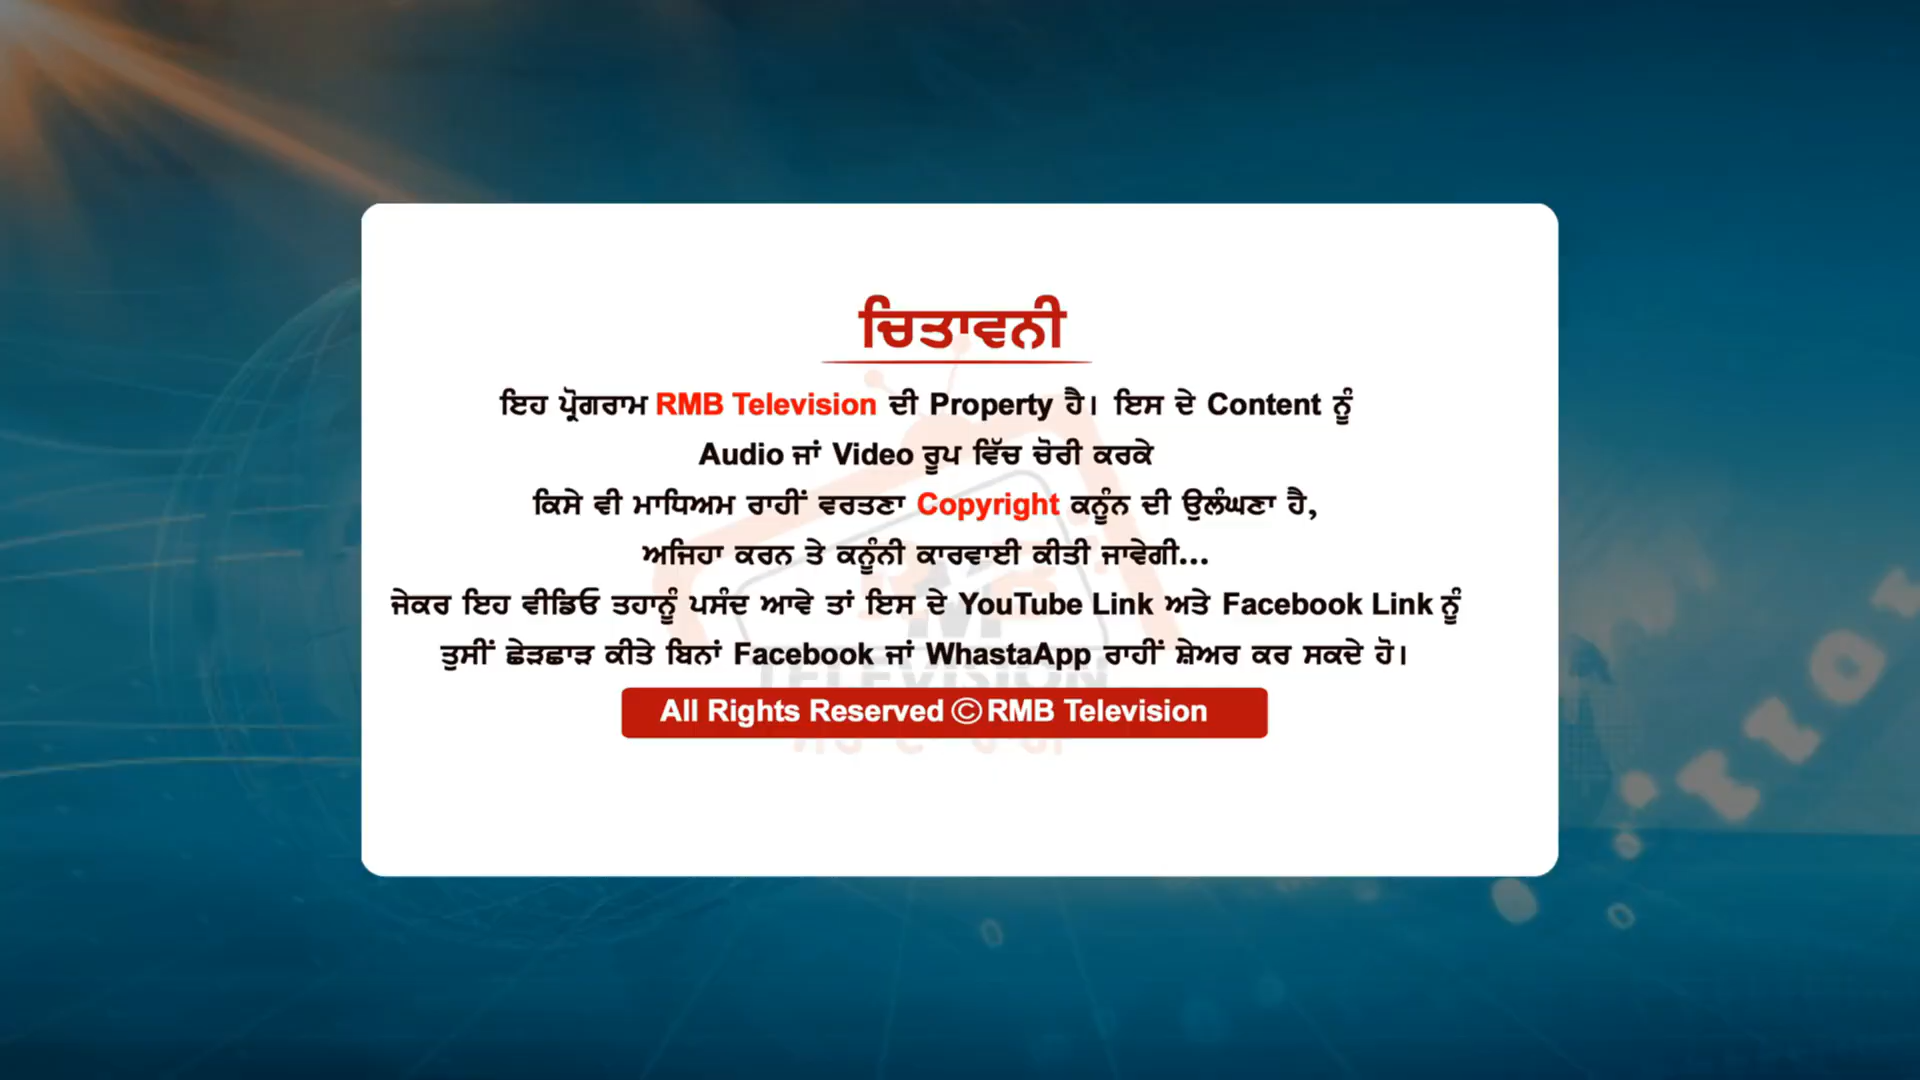 ਚਿਤਾਵਨੀ
ਇਹ ਪ੍ਰੋਗਰਾਮ RMB Television ਦੀ Property ਹੈ। ਇਸ ਦੇ Content ਨੂੰ
Audio ਜਾਂ Video ਰੂਪ ਵਿੱਚ ਚੋਰੀ ਕਰਕੇ
ਕਿਸੇ ਵੀ ਮਾਧਿਅਮ ਰਾਹੀਂ ਵਰਤਣਾ Copyright ਕਨੂੰਨ ਦੀ ਉਲੰਘਣਾ ਹੈ,
ਅਜਿਹਾ ਕਰਨ ਤੇ ਕਨੂੰਨੀ ਕਾਰਵਾਈ ਕੀਤੀ ਜਾਵੇਗੀ...
ਜੇਕਰ ਇਹ ਵੀਡਿਓ ਤਹਾਨੂੰ ਪਸੰਦ ਆਵੇ ਤਾਂ ਇਸ ਦੇ YouTube Link ਅਤੇ Facebook Link ਨੂੰ
ਤੁਸੀਂ ਛੇੜਛਾੜ ਕੀਤੇ ਬਿਨਾਂ Facebook ਜਾਂ WhastaApp ਰਾਹੀਂ ਸ਼ੇਅਰ ਕਰ ਸਕਦੇ ਹੋ।
TELEVISION
All Rights Reserved © RMB Television